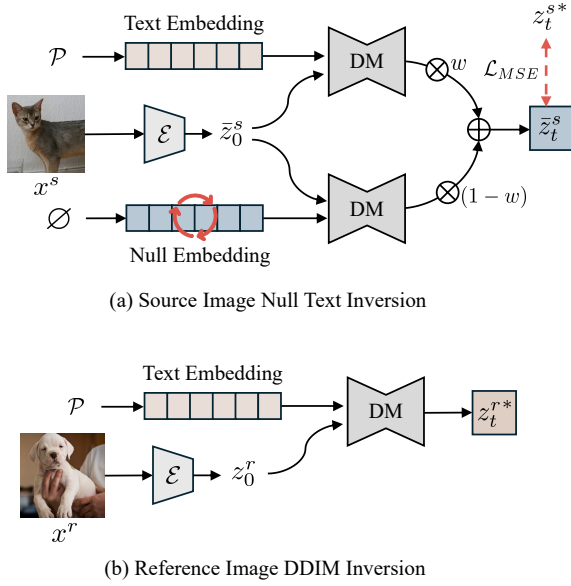 Text Embedding
𝒫
DM
w
z_t^{s*}
ℒ_{MSE}
ℰ
z̄_0^s
z̄_t^s
x^s
∅
DM
(1 − w)
Null Embedding
(a) Source Image Null Text Inversion
Text Embedding
𝒫
DM
z_t^{r*}
ℰ
z_0^r
x^r
(b) Reference Image DDIM Inversion